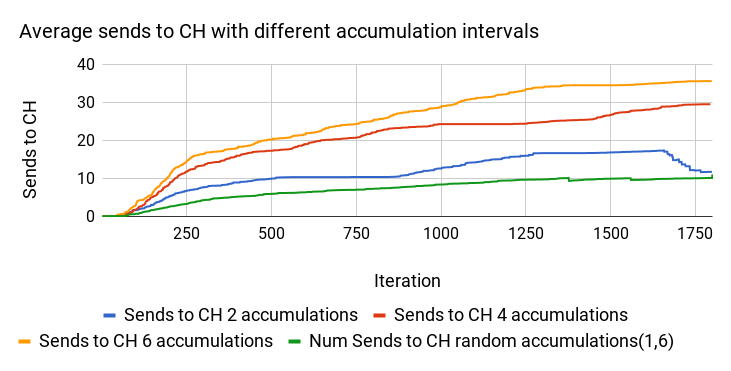 Average sends to CH with different accumulation intervals
Sends to CH
40
30
20
10
0
250 500 750 1000 1250 1500 1750
Iteration
Sends to CH 2 accumulations Sends to CH 4 accumulations
Sends to CH 6 accumulations Num Sends to CH random accumulations(1,6)